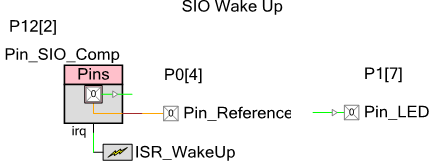 SIO Wake Up
P12[2]
Pin_SIO_Comp
Pins
P0[4]
P1[7]
Pin_Reference
Pin_LED
irq
ISR_WakeUp